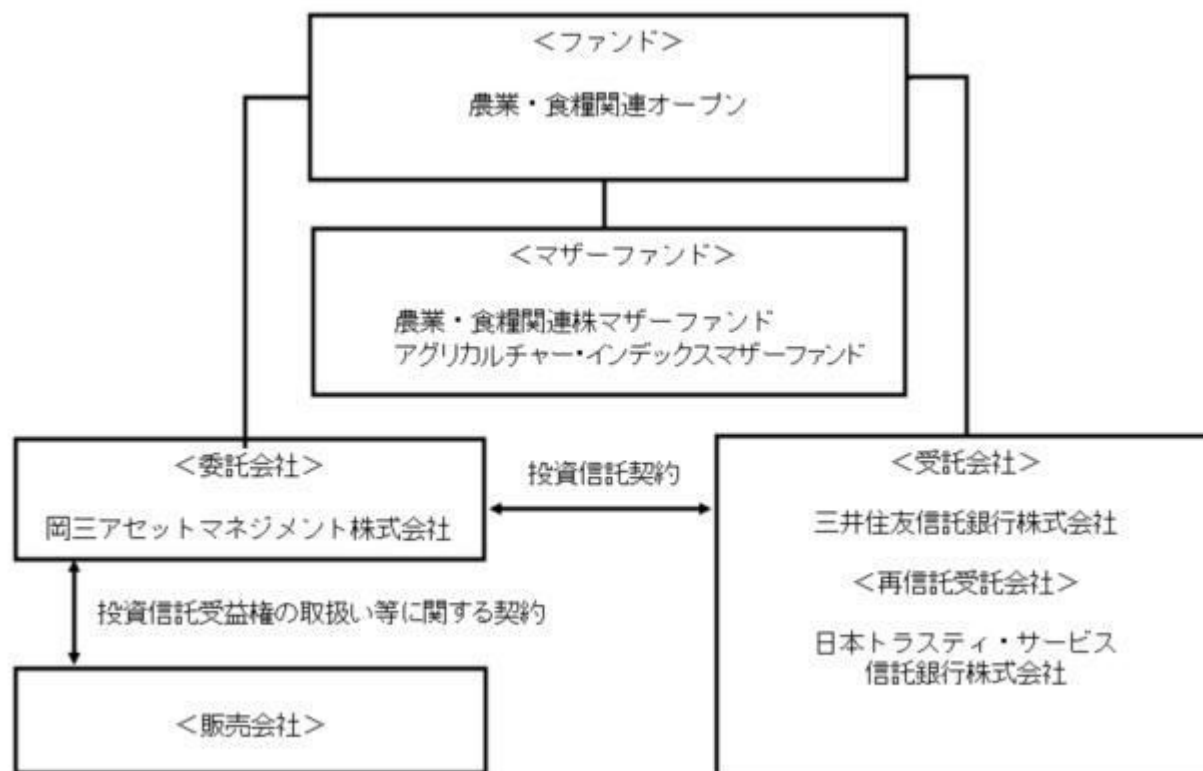 ＜ファンド＞
農業・食糧関連オープン
＜マザーファンド＞
農業・食糧関連株マザーファンド
アグリカルチャー・インデックスマザーファンド
＜委託会社＞
岡三アセットマネジメント株式会社
投資信託契約
＜受託会社＞
三井住友信託銀行株式会社
＜再信託受託会社＞
日本トラスティ・サービス
信託銀行株式会社
投資信託受益権の取扱い等に関する契約
＜販売会社＞